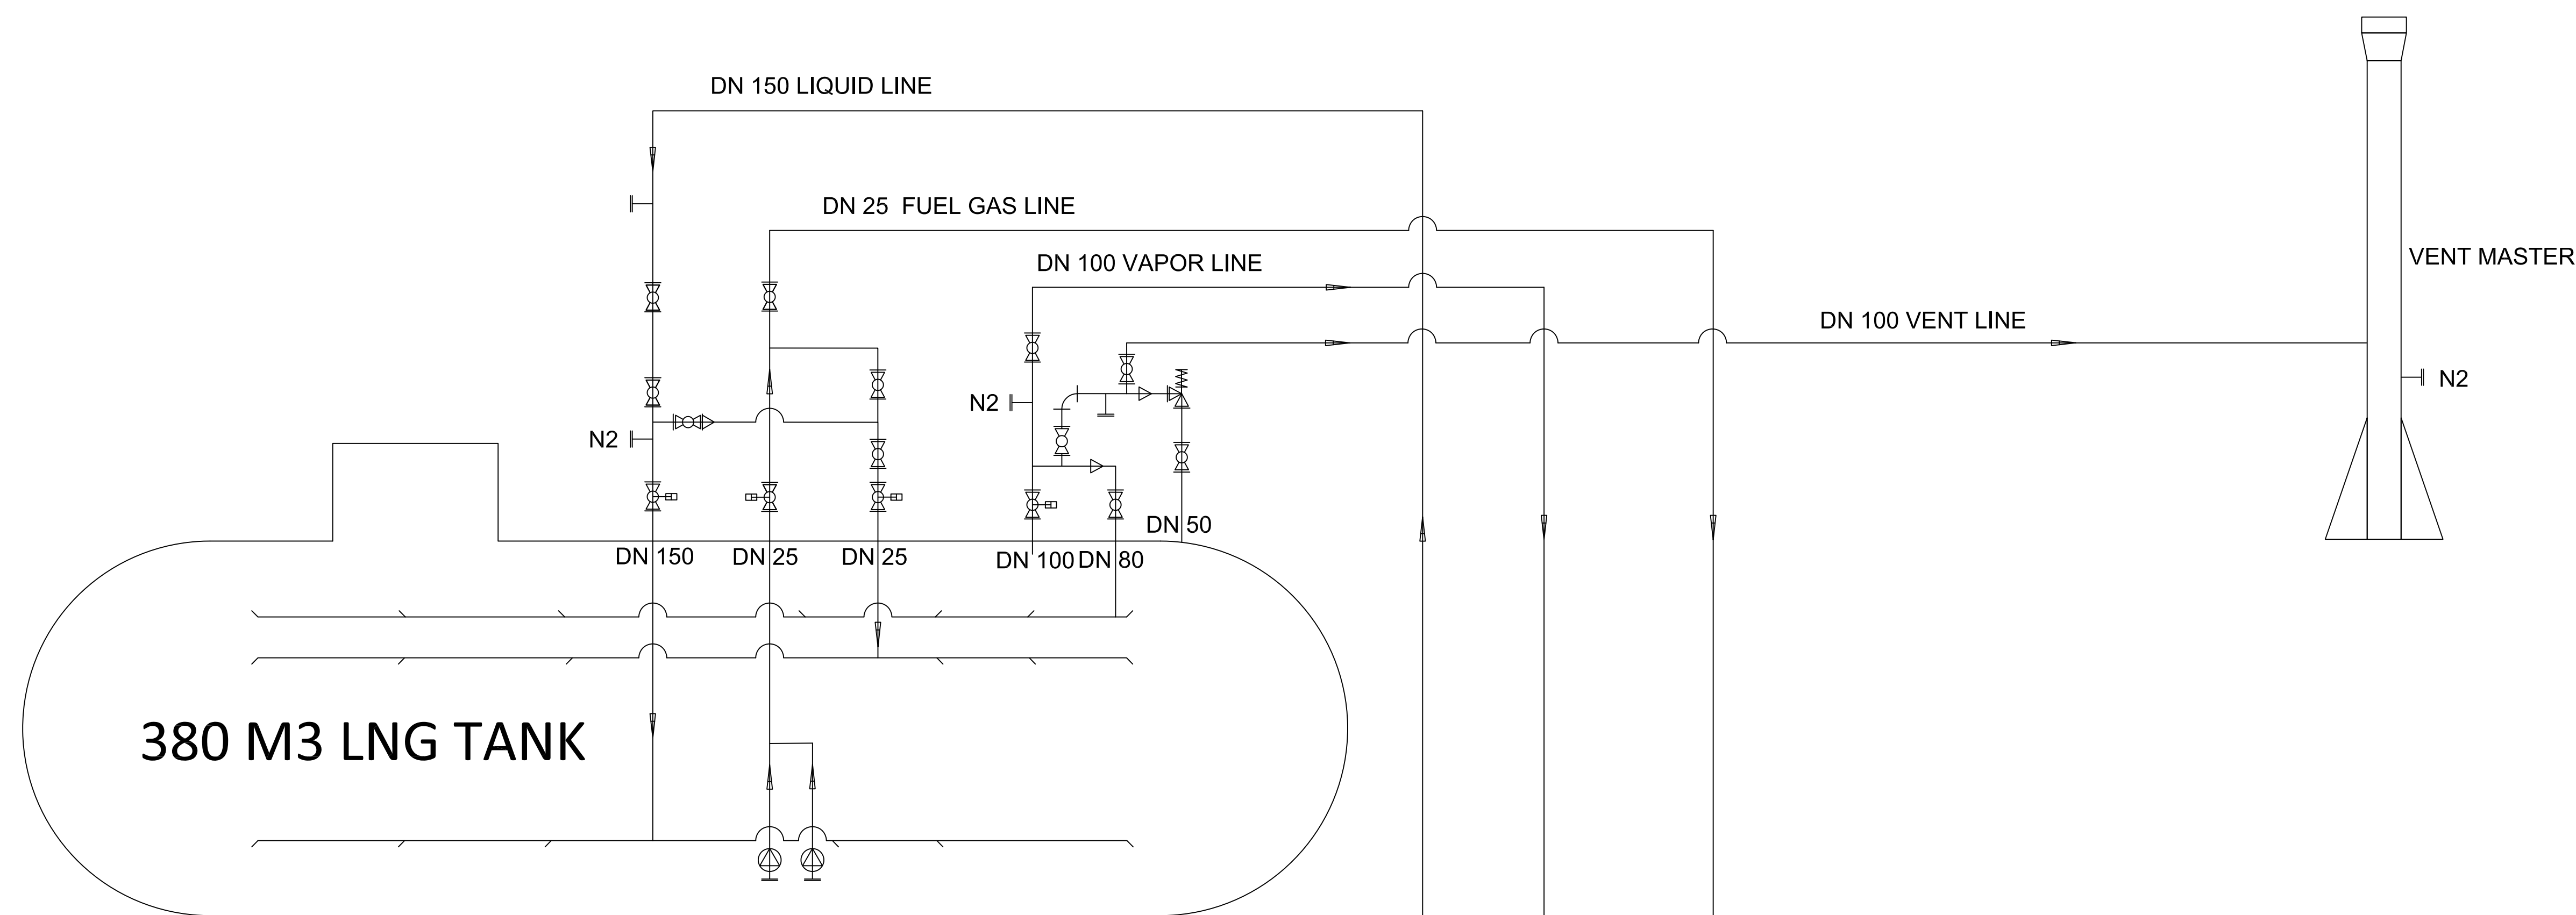 DN 150 LIQUID LINE
DN 25  FUEL GAS LINE
DN 100 VAPOR LINE
VENT MASTER
DN 100 VENT LINE
N2
N2
N2
DN 50
DN 150
DN 25
DN 25
DN 100
DN 80
380 M3 LNG TANK